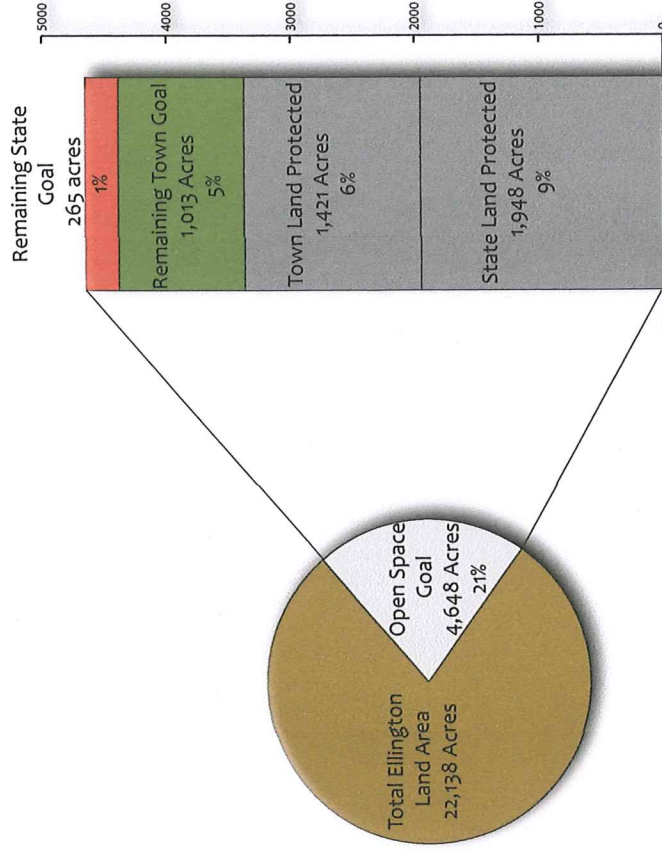 Total Ellington
Land Area
22,138 Acres
Open Space
Goal
4,648 Acres
21%
Remaining State
Goal
265 acres
1%
Remaining Town Goal
1,013 Acres
5%
Town Land Protected
1,421 Acres
6%
State Land Protected
1,948 Acres
9%
5000
4000
3000
2000
1000